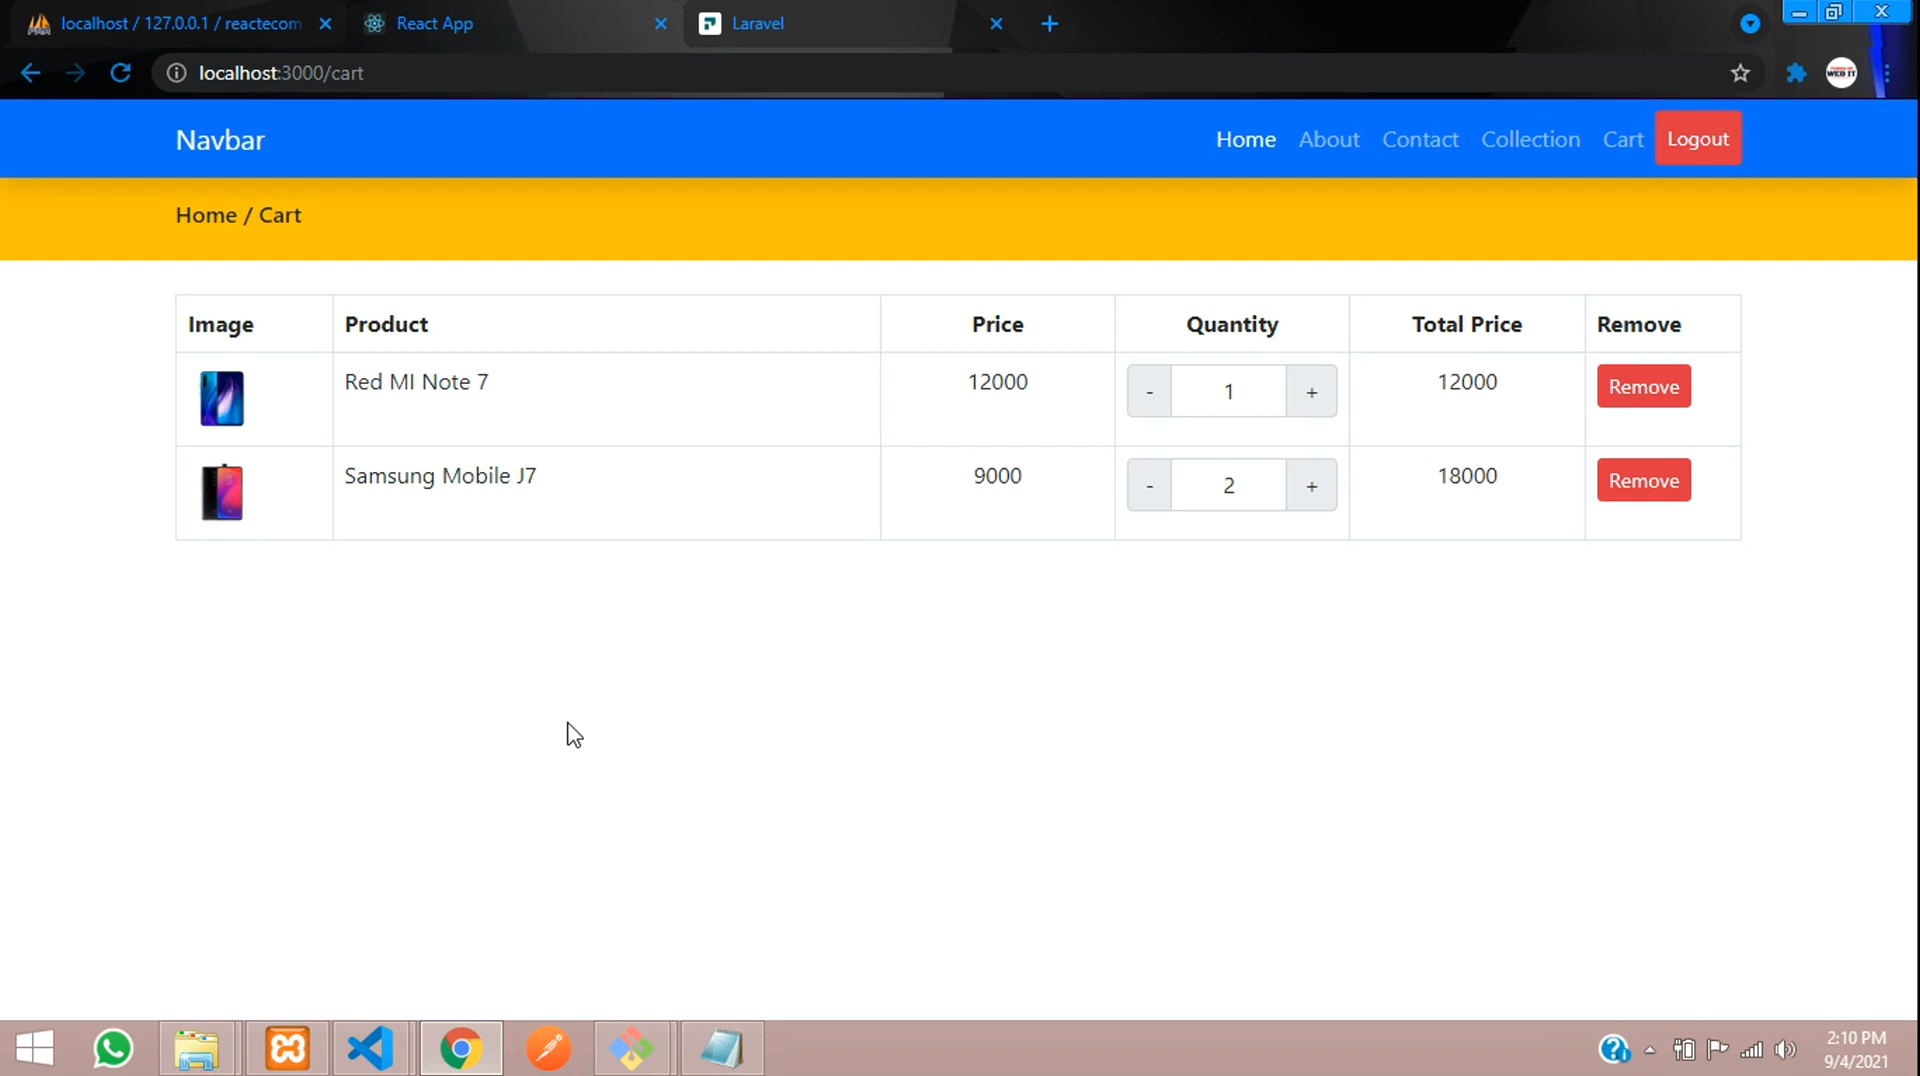 localhost / 127.0.0.1 / reactecom
React App
Laravel
localhost:3000/cart
WEB IT
Navbar
Home
About
Contact
Collection
Cart
Logout
Home / Cart
Image Product Price Quantity Total Price Remove
Red MI Note 7 12000 - 1 + 12000 Remove
Samsung Mobile J7 9000 - 2 + 18000 Remove
2:10 PM
9/4/2021